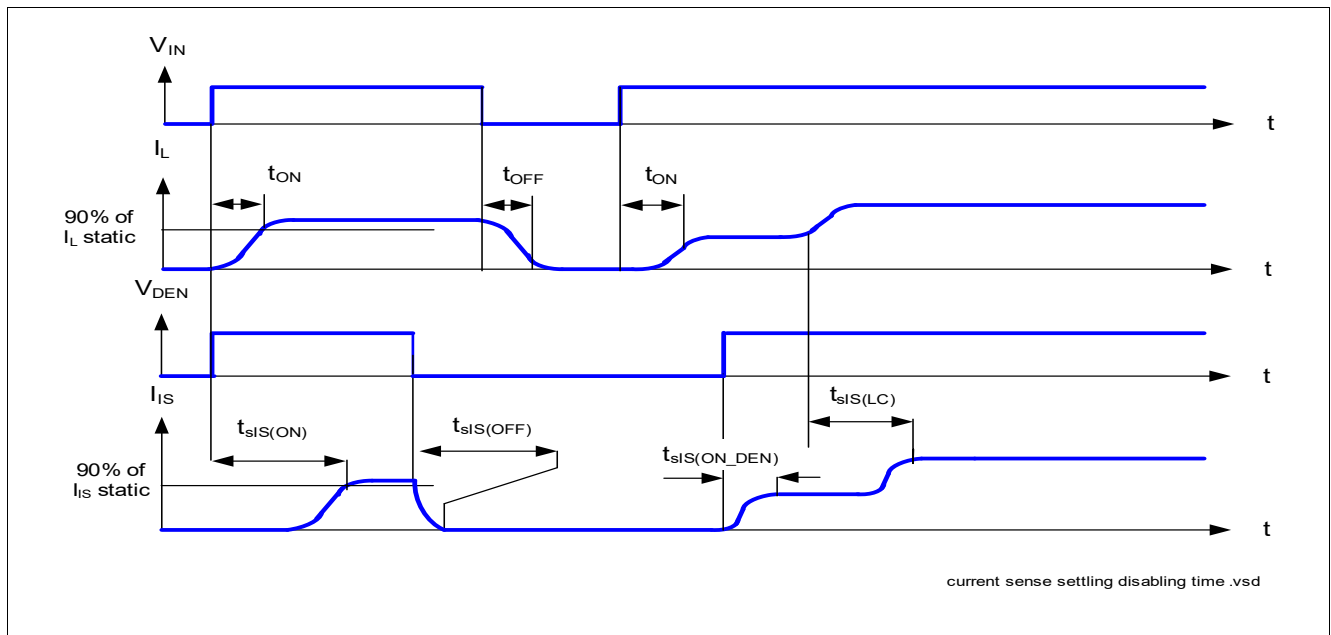 VIN
t
IL
tON
tOFF
tON
90% of
IL static
t
VDEN
t
IIS
tsIS(ON)
tsIS(OFF)
tsIS(LC)
tsIS(ON_DEN)
90% of
IIS static
t
current sense settling disabling time .vsd